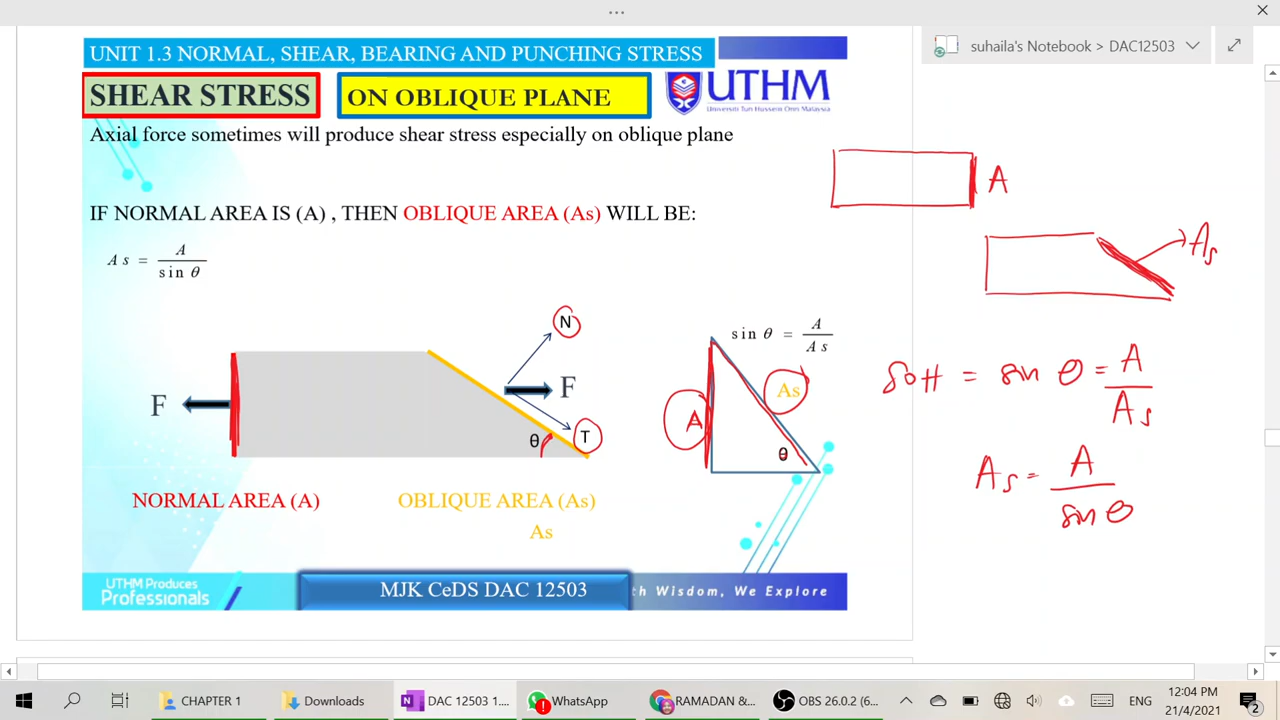 suhaila's Notebook > DAC12503
UNIT 1.3 NORMAL, SHEAR, BEARING AND PUNCHING STRESS
SHEAR STRESS
ON OBLIQUE PLANE
UTHM
Universiti Tun Hussein Onn Malaysia
Axial force sometimes will produce shear stress especially on oblique plane
A
IF NORMAL AREA IS (A) , THEN OBLIQUE AREA (As) WILL BE:
As
As = A / sin θ
N
sin θ = A / As
F
F
T
θ
A
As
θ
SOH = sin θ = A / As
As = A / sin θ
NORMAL AREA (A)
OBLIQUE AREA (As)
As
UTHM Produces
Professionals
MJK CeDS DAC 12503
th Wisdom, We Explore
CHAPTER 1
Downloads
DAC 12503 1....
WhatsApp
RAMADAN &...
OBS 26.0.2 (6...
ENG
12:04 PM
21/4/2021
2